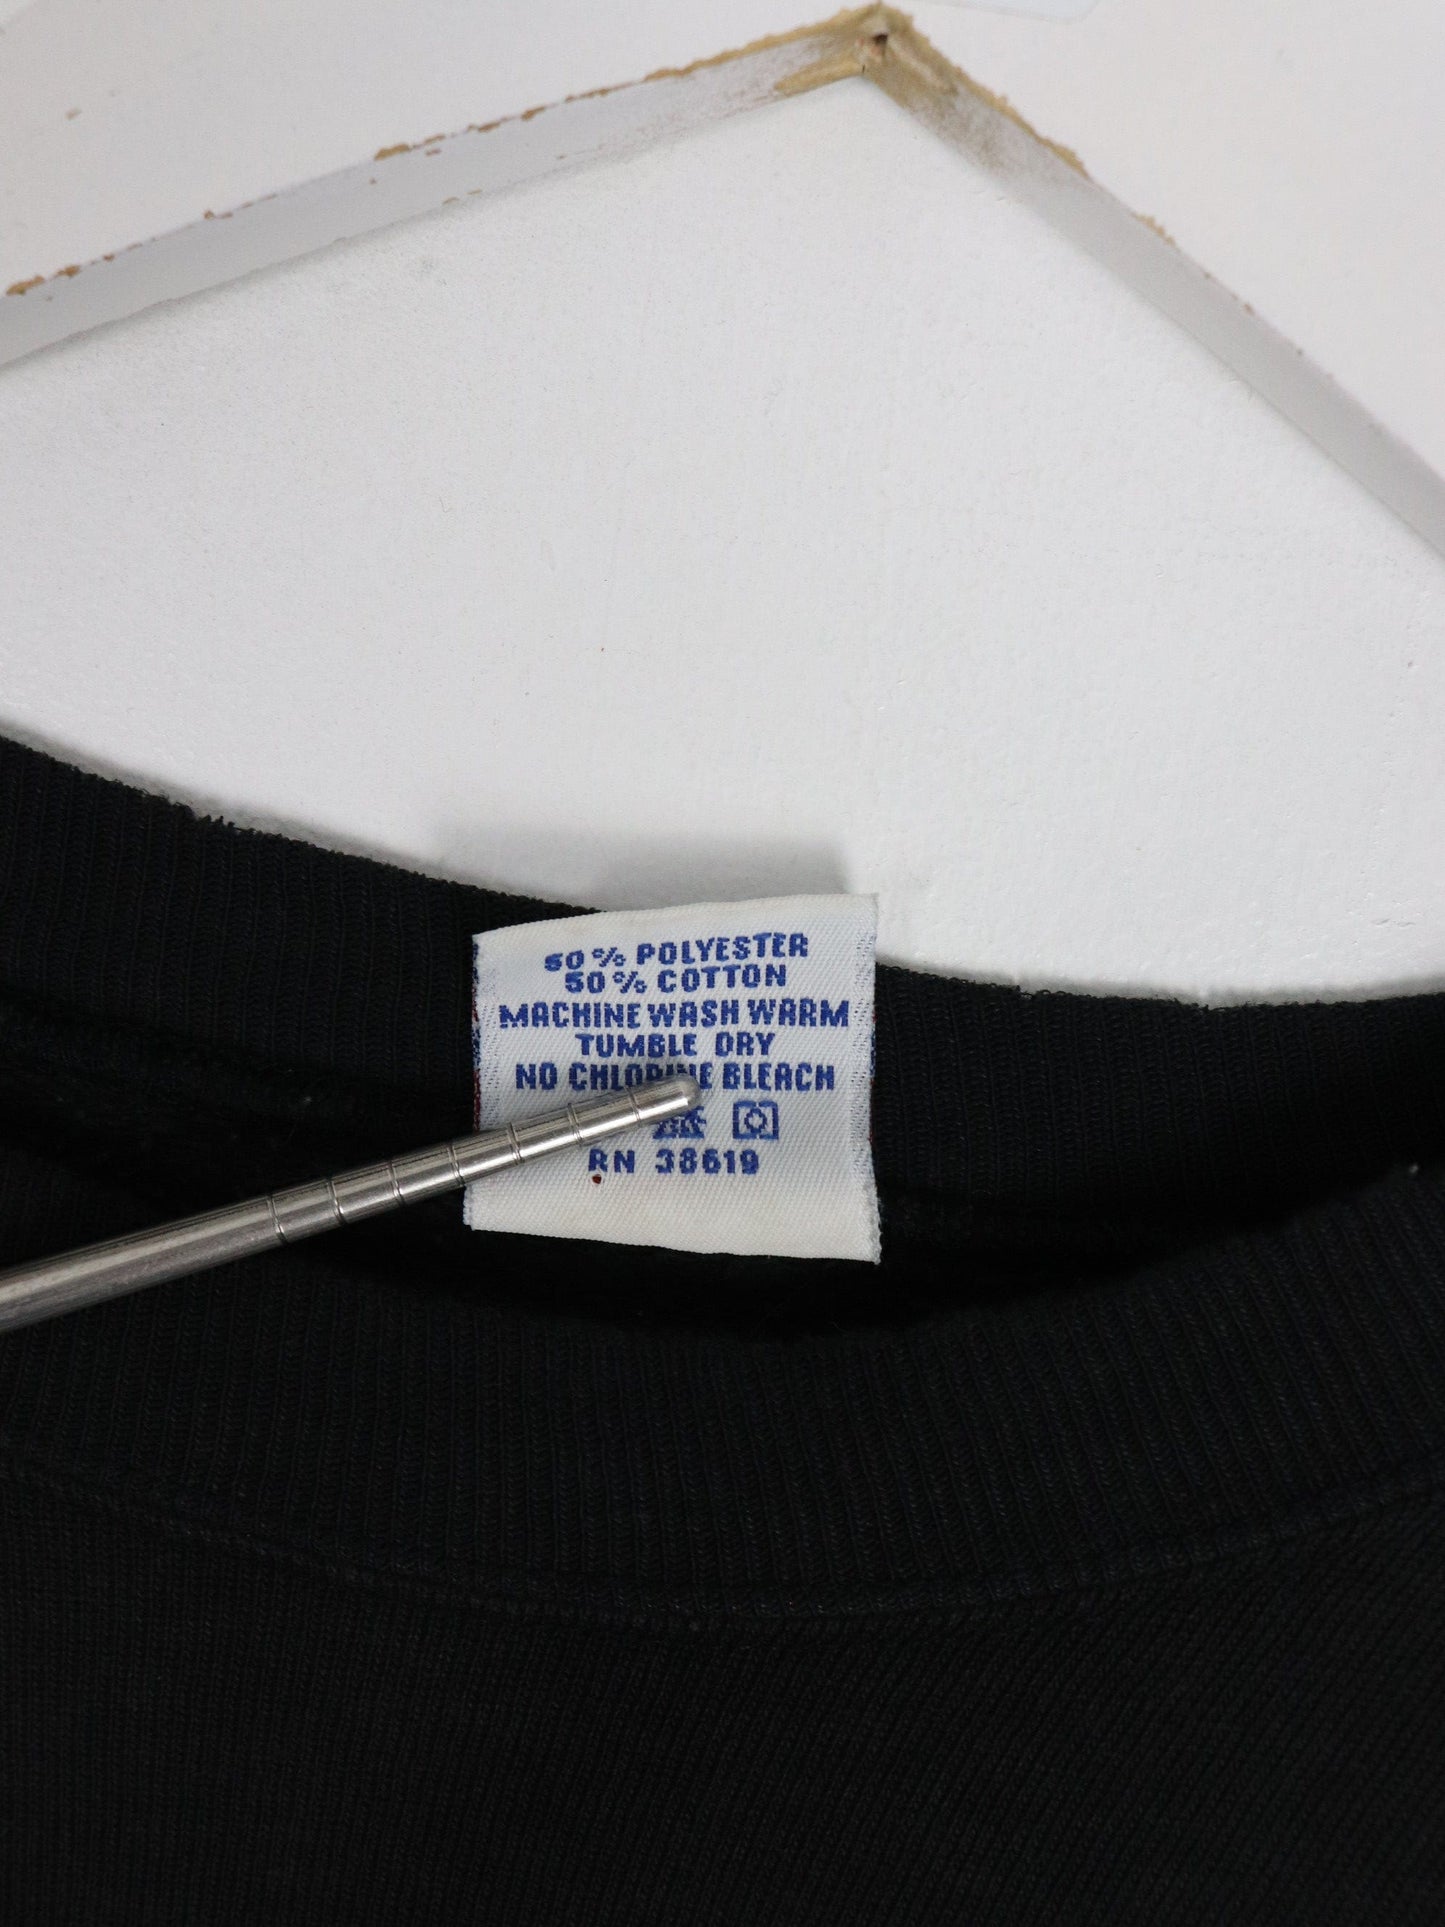 50% POLYESTER
50% COTTON
MACHINE WASH WARM
TUMBLE DRY
NO CHLORINE BLEACH
RN 38619